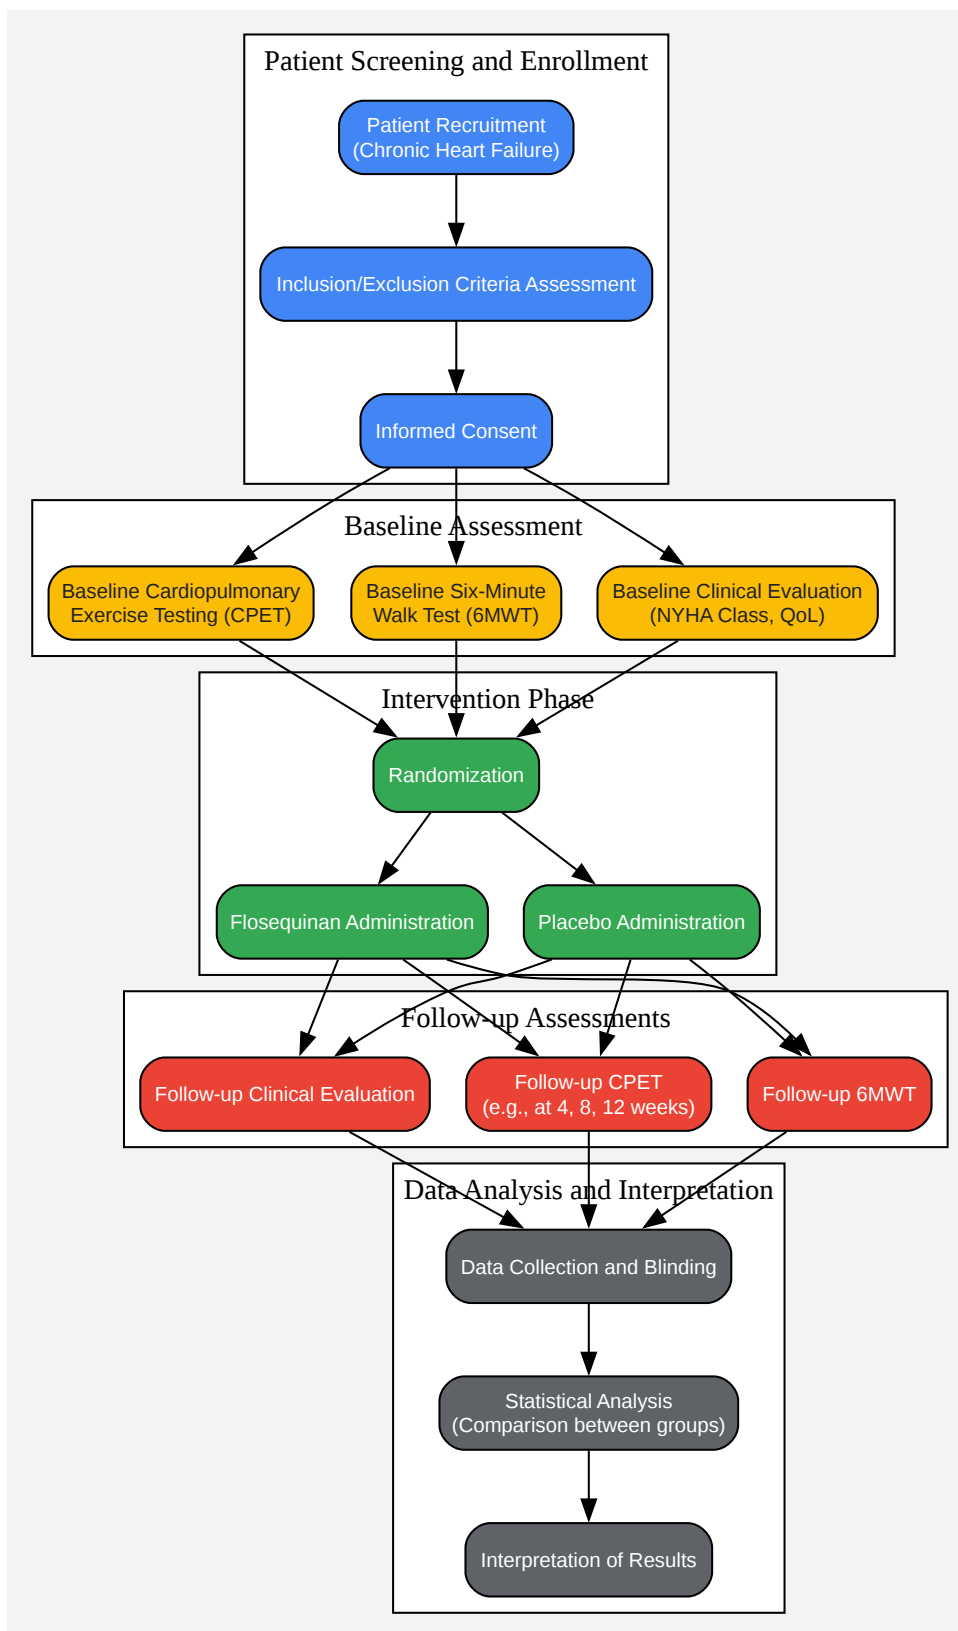 Patient Screening and Enrollment
Patient Recruitment
(Chronic Heart Failure)
Inclusion/Exclusion Criteria Assessment
Informed Consent
Baseline Assessment
Baseline Cardiopulmonary
Exercise Testing (CPET)
Baseline Six-Minute
Walk Test (6MWT)
Baseline Clinical Evaluation
(NYHA Class, QoL)
Intervention Phase
Randomization
Flosequinan Administration
Placebo Administration
Follow-up Assessments
Follow-up Clinical Evaluation
Follow-up CPET
(e.g., at 4, 8, 12 weeks)
Follow-up 6MWT
Data Analysis and Interpretation
Data Collection and Blinding
Statistical Analysis
(Comparison between groups)
Interpretation of Results